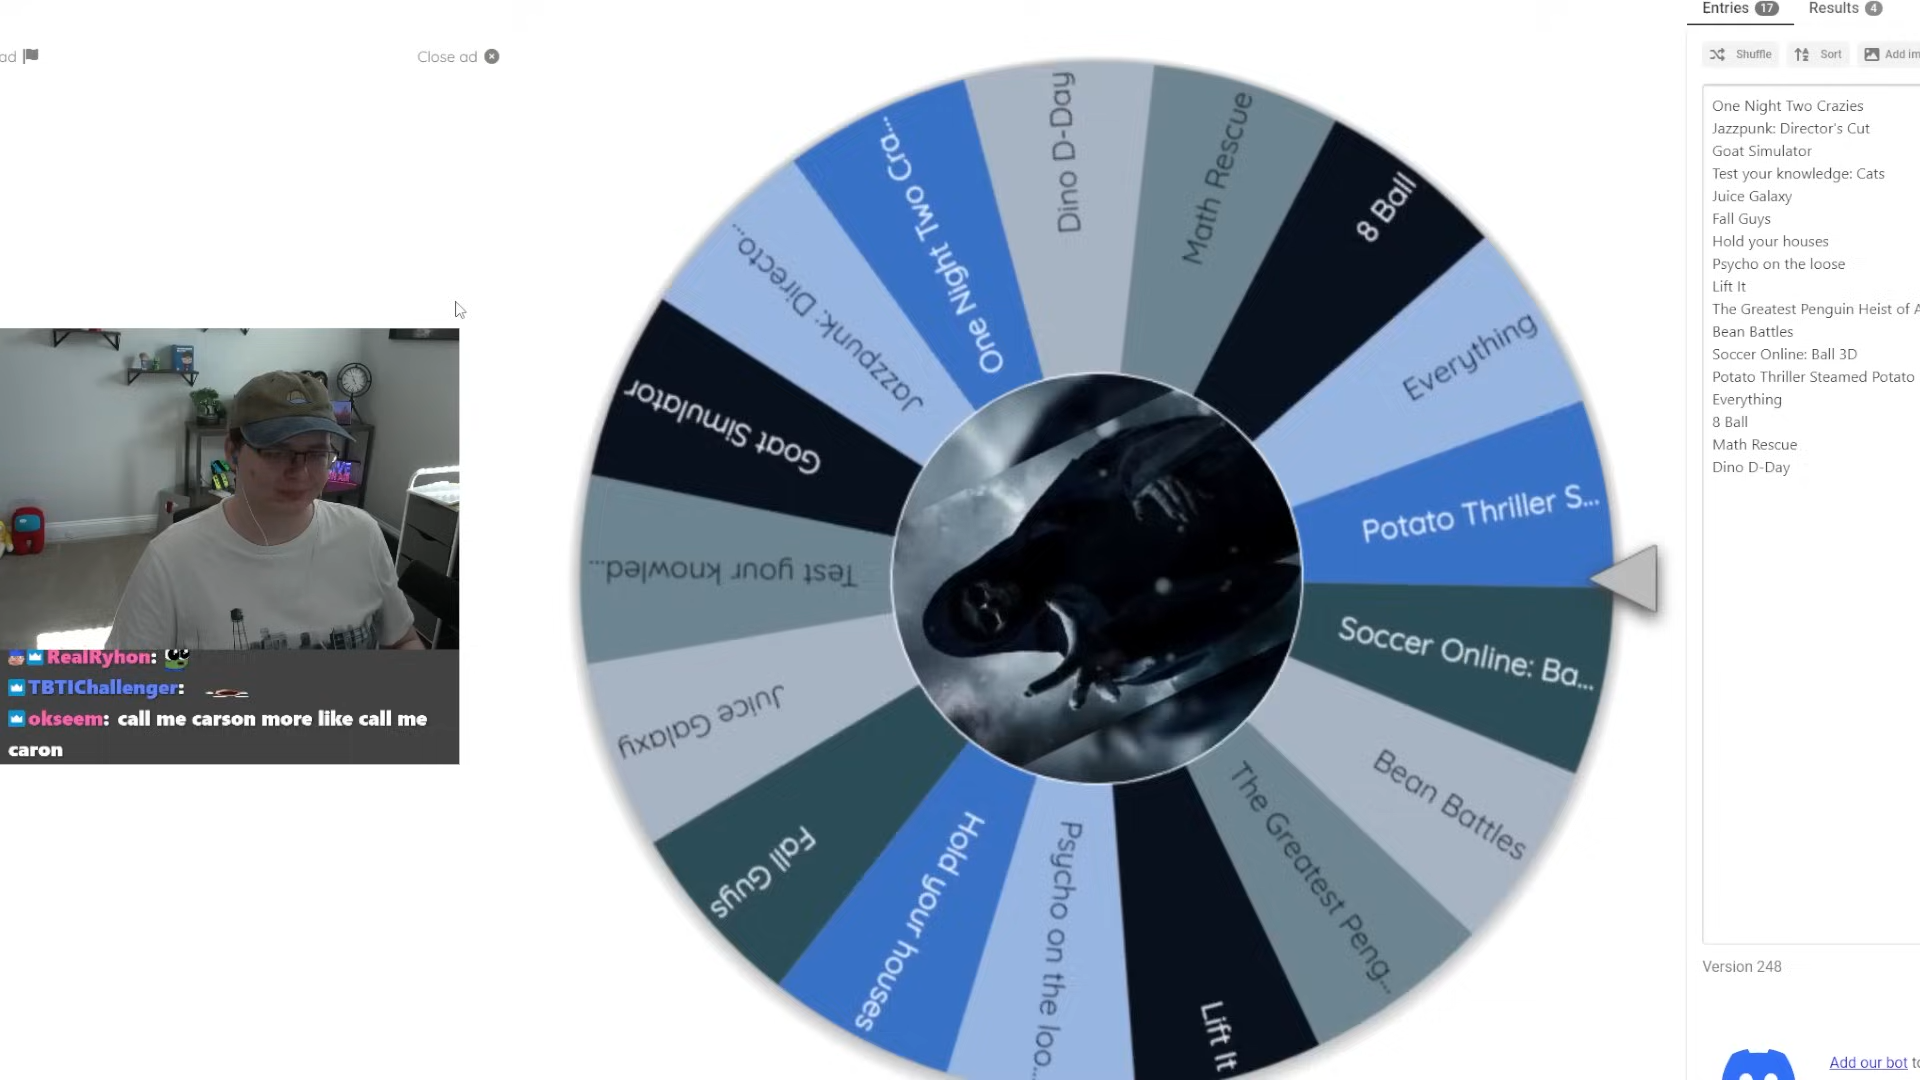 ad
Close ad
Entries 17
Results 4
Shuffle
Sort
Add im
One Night Two Crazies
Jazzpunk: Director's Cut
Goat Simulator
Test your knowledge: Cats
Juice Galaxy
Fall Guys
Hold your houses
Psycho on the loose
Lift It
The Greatest Penguin Heist of A
Bean Battles
Soccer Online: Ball 3D
Potato Thriller Steamed Potato
Everything
8 Ball
Math Rescue
Dino D-Day
Version 248
Add our bot to
Dino D-Day
Math Rescue
8 Ball
Everything
Potato Thriller S...
Soccer Online: Ba...
Bean Battles
The Greatest Peng...
Lift It
Psycho on the loo...
Hold your houses
Fall Guys
Juice Galaxy
Test your knowled...
Goat Simulator
Jazzpunk: Directo...
One Night Two Cra...
RealRyhon:
TBTIChallenger:
okseem: call me carson more like call me
caron